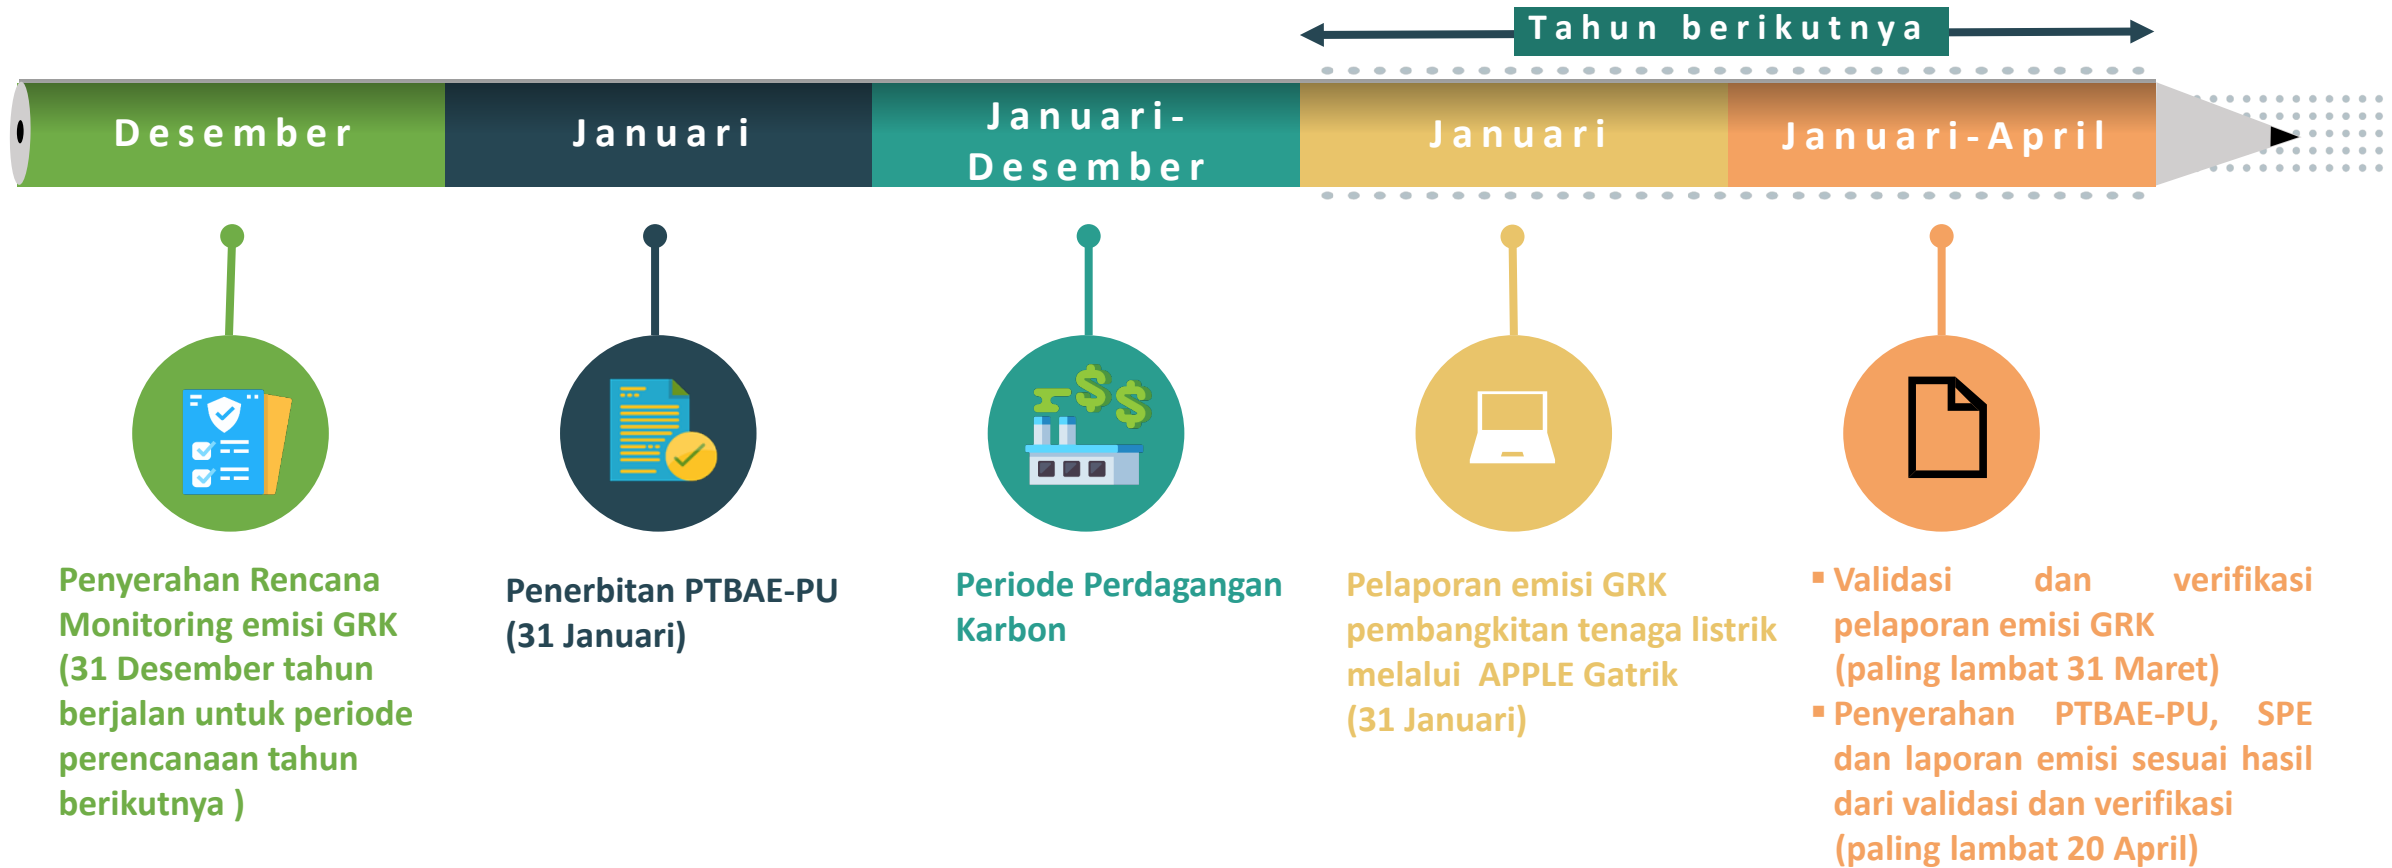 Tahun berikutnya
Desember
Januari
Januari-
Desember
Januari
Januari-April
Penyerahan Rencana
Monitoring emisi GRK
(31 Desember tahun
berjalan untuk periode
perencanaan tahun
berikutnya )
Penerbitan PTBAE-PU
(31 Januari)
Periode Perdagangan
Karbon
Pelaporan emisi GRK
pembangkitan tenaga listrik
melalui APPLE Gatrik
(31 Januari)
▪ Validasi dan verifikasi
pelaporan emisi GRK
(paling lambat 31 Maret)
▪ Penyerahan PTBAE-PU, SPE
dan laporan emisi sesuai hasil
dari validasi dan verifikasi
(paling lambat 20 April)